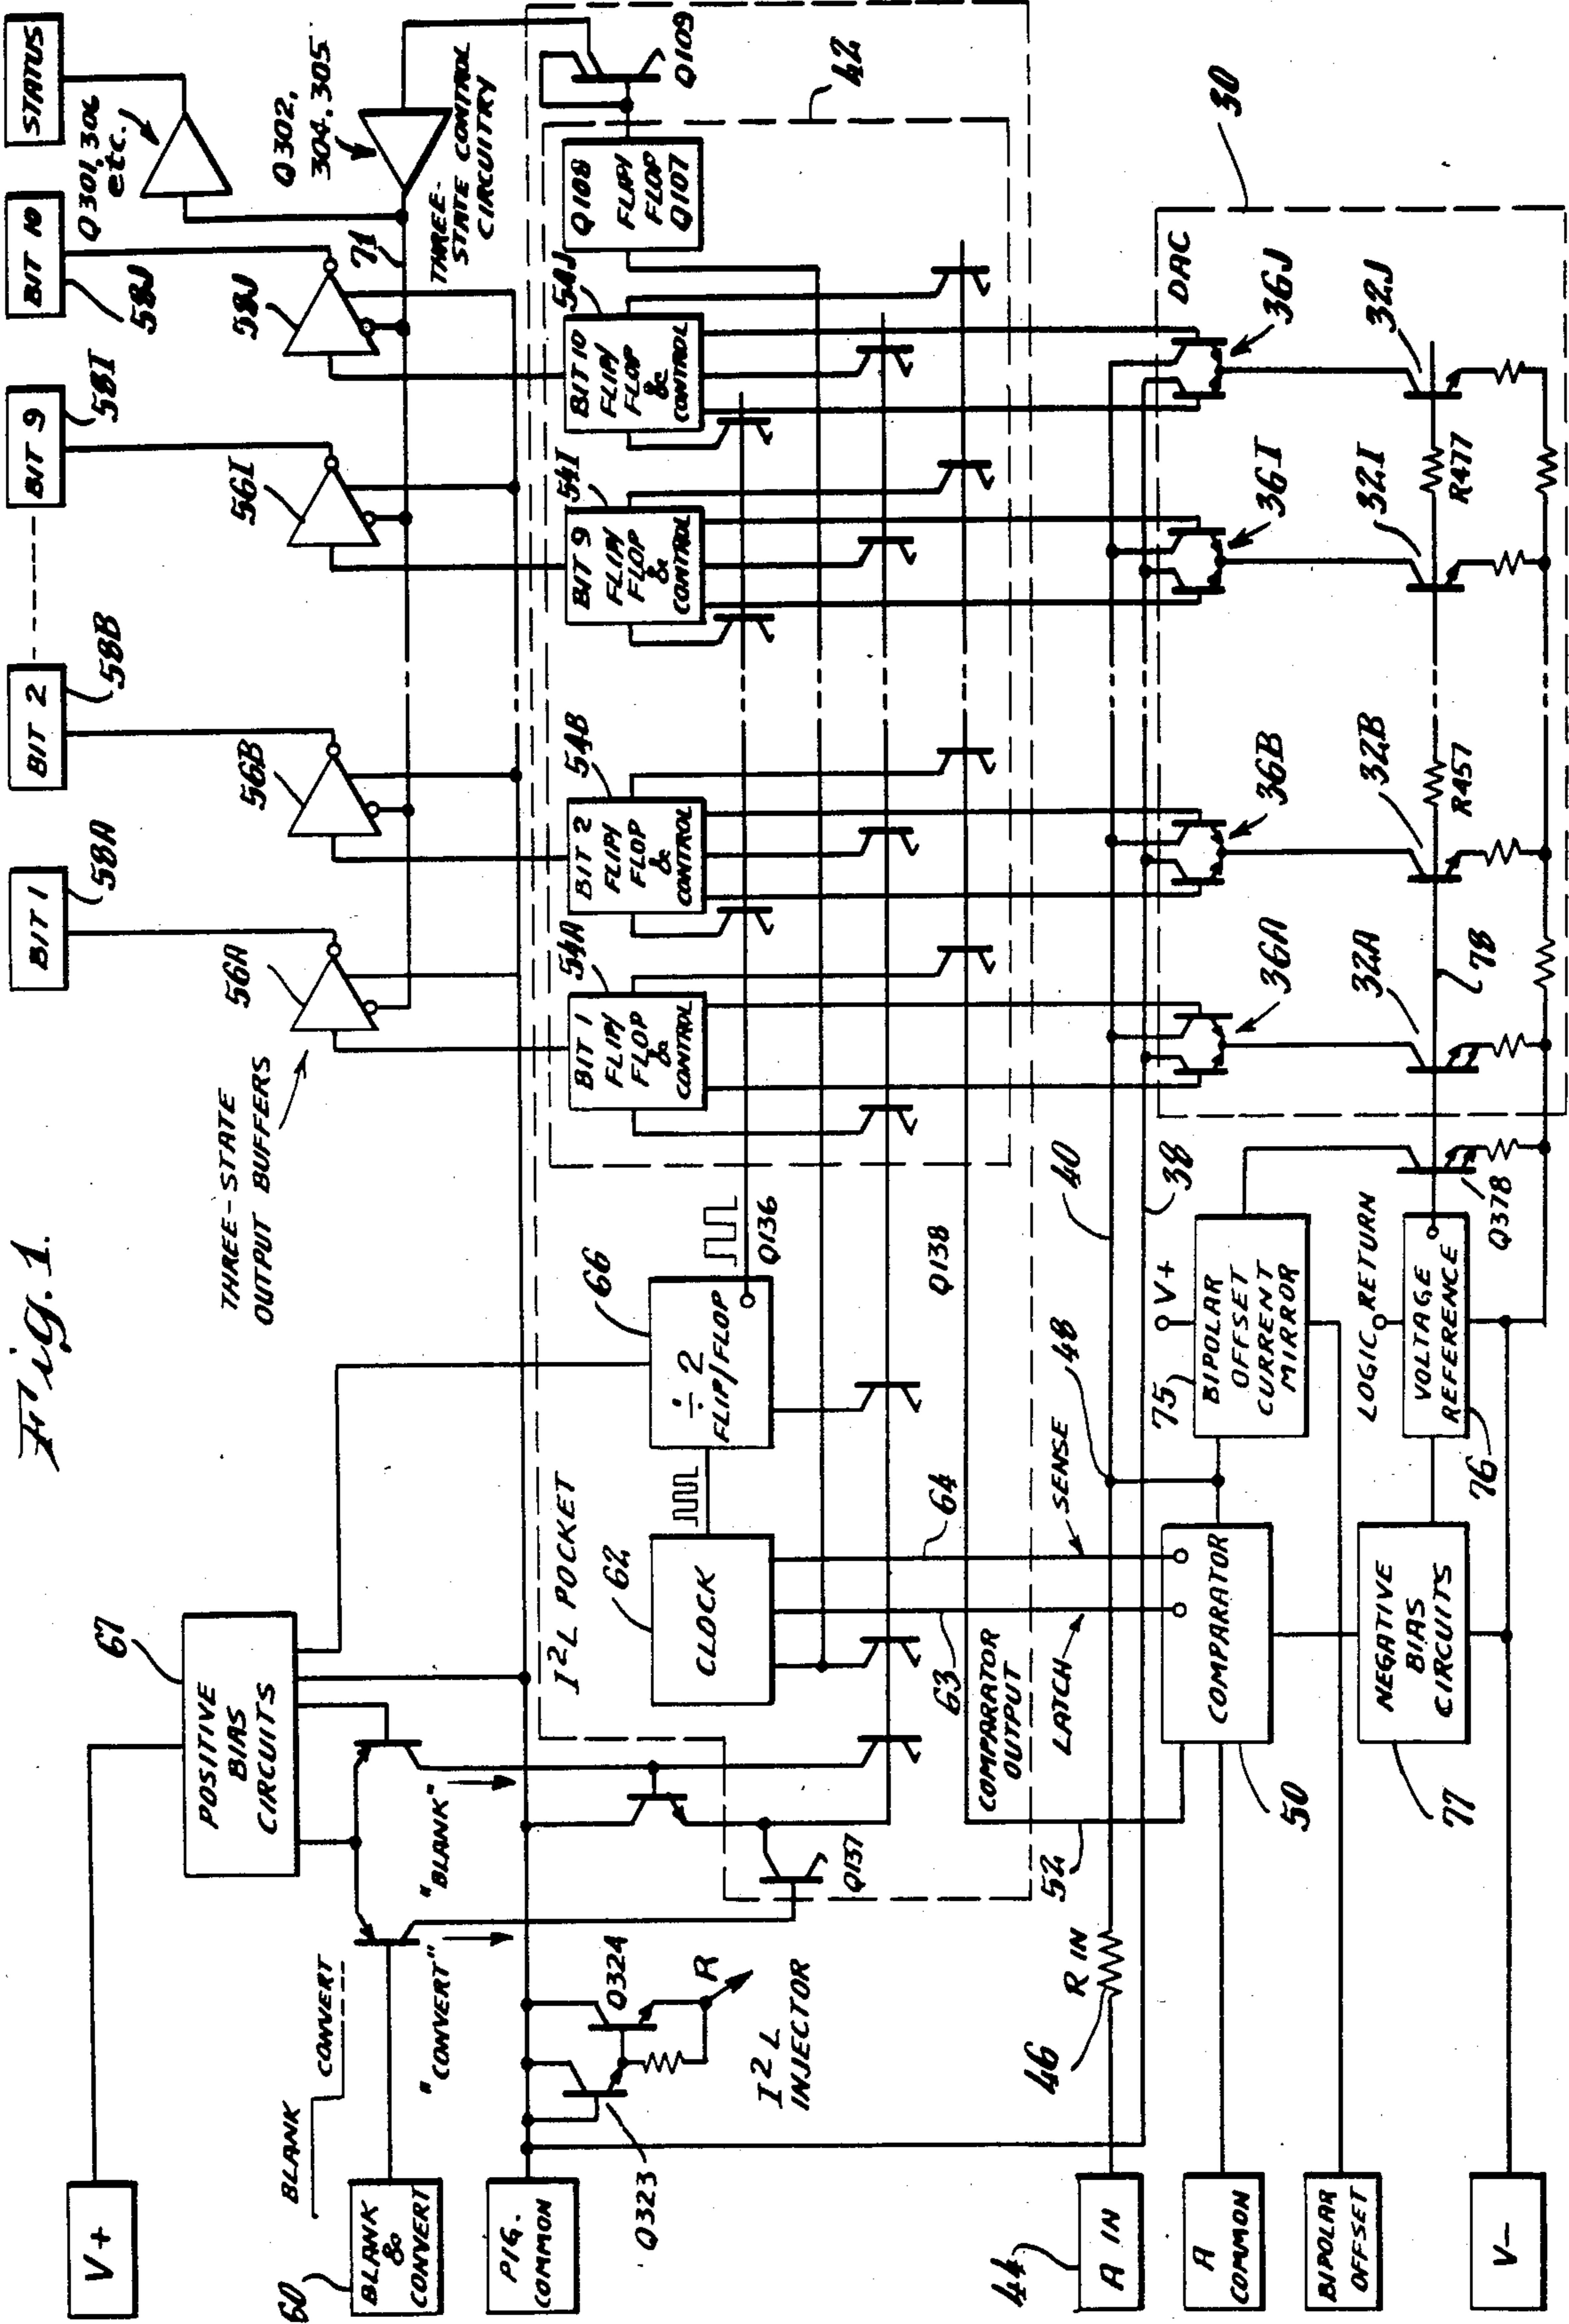 Fig. 1.
V+
BLANK
CONVERT
60
BLANK
&
CONVERT
PIG.
COMMON
67
POSITIVE
BIAS
CIRCUITS
"CONVERT"
"BLANK"
Q323
Q324
R
I²L
INJECTOR
Q137
THREE-STATE
OUTPUT BUFFERS
BIT 1
58A
BIT 2
58B
BIT 9
58I
BIT 10
58J
STATUS
Q301, 306
etc.
56A
56B
56I
58J
71
Q302,
304, 305
THREE-
STATE CONTROL
CIRCUITRY
I²L POCKET
62
CLOCK
66
÷ 2
FLIP/FLOP
Q136
Q138
54A
BIT 1
FLIP/
FLOP
&
CONTROL
54B
BIT 2
FLIP/
FLOP
&
CONTROL
54I
BIT 9
FLIP/
FLOP
&
CONTROL
54J
BIT 10
FLIP/
FLOP
&
CONTROL
Q108
FLIP/
FLOP
Q107
Q109
42
63
64
COMPARATOR
OUTPUT
52
LATCH
SENSE
48
40
38
44
A IN
46
R IN
A
COMMON
BIPOLAR
OFFSET
V-
COMPARATOR
50
NEGATIVE
BIAS
CIRCUITS
77
75
V+
BIPOLAR
OFFSET
CURRENT
MIRROR
LOGIC RETURN
VOLTAGE
REFERENCE
76
Q378
DAC
30
36A
36B
36I
36J
32A
78
32B
R457
32I
R477
32J